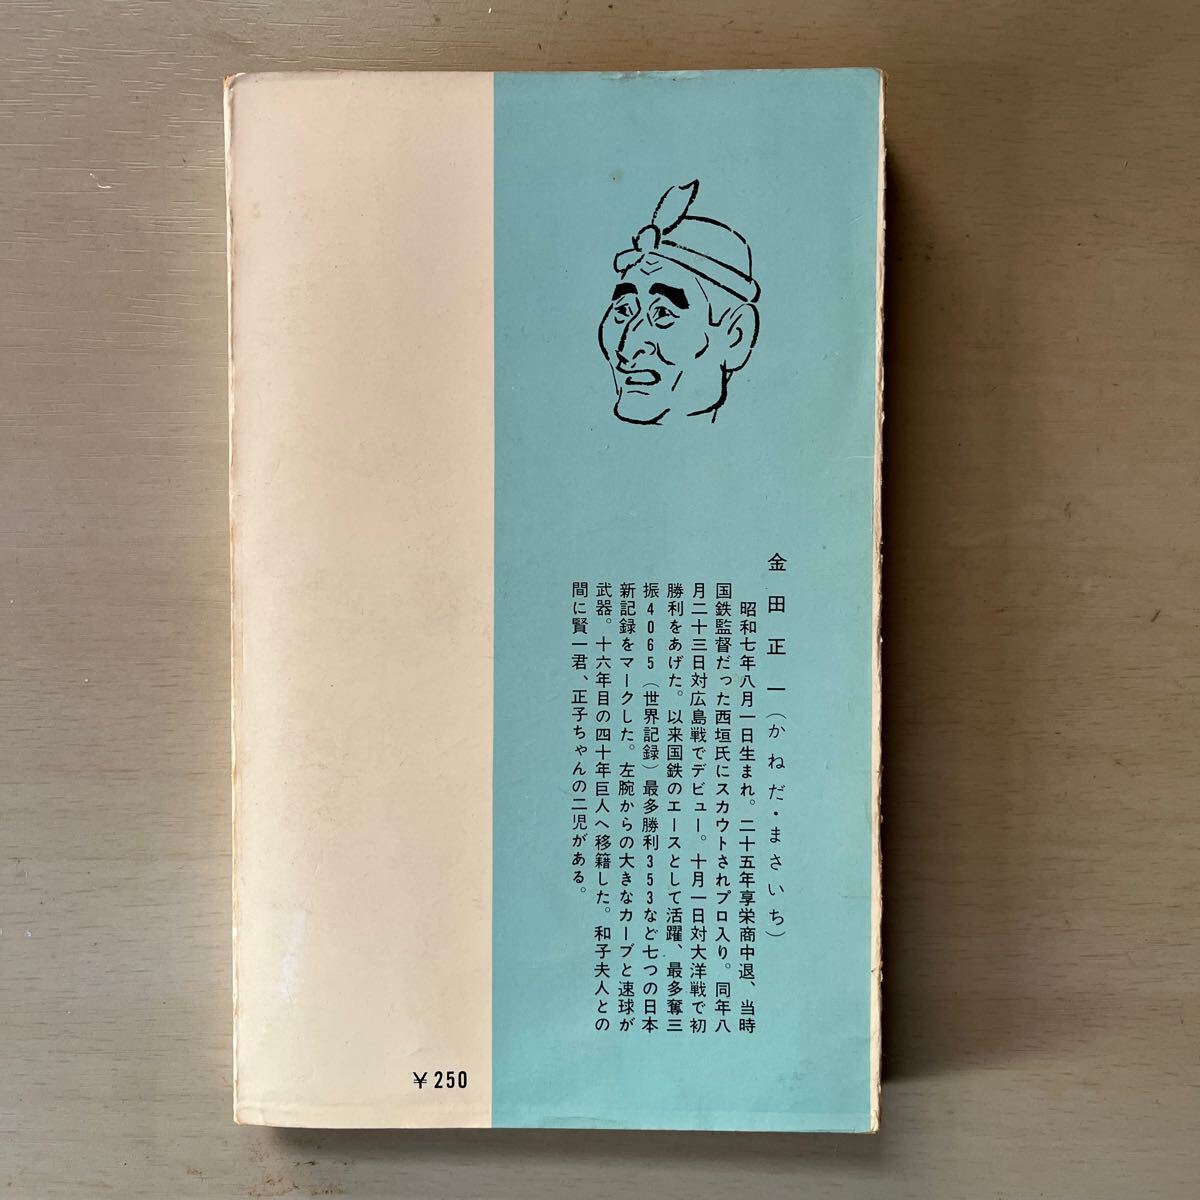 金田正一（かねだ・まさいち）
昭和七年八月一日生まれ。二十五年享栄商中退、当時
国鉄監督だった西垣氏にスカウトされプロ入り。同年八
月二十三日対広島戦でデビュー。十月一日対大洋戦で初
勝利をあげた。以来国鉄のエースとして活躍、最多奪三
振4065（世界記録）最多勝利353など七つの日本
新記録をマークした。左腕からの大きなカーブと速球が
武器。十六年目の四十年巨人へ移籍した。和子夫人との
間に賢一君、正子ちゃんの二児がある。
¥250